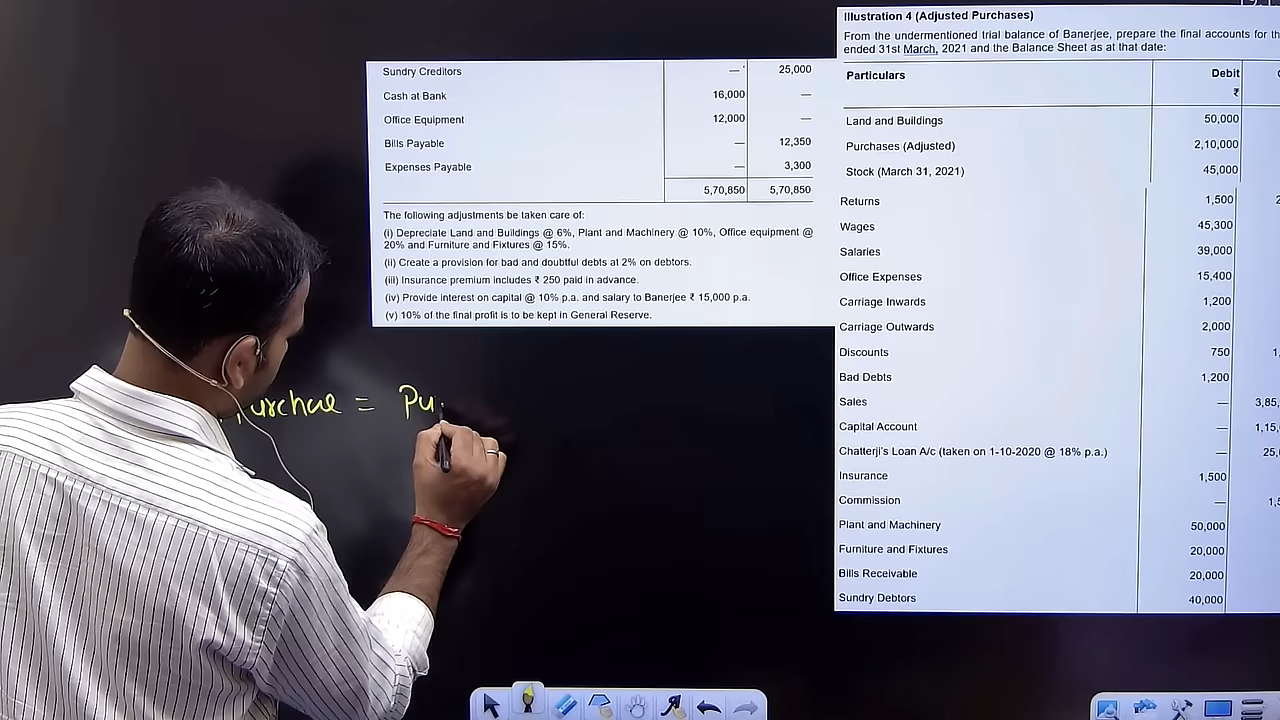 Illustration 4 (Adjusted Purchases)
From the undermentioned trial balance of Banerjee, prepare the final accounts for
ended 31st March, 2021 and the Balance Sheet as at that date:
Particulars Debit
₹
Land and Buildings 50,000
Purchases (Adjusted) 2,10,000
Stock (March 31, 2021) 45,000
Returns 1,500
Wages 45,300
Salaries 39,000
Office Expenses 15,400
Carriage Inwards 1,200
Carriage Outwards 2,000
Discounts 750
Bad Debts 1,200
Sales — 3,85,
Capital Account — 1,15,
Chatterji's Loan A/c (taken on 1-10-2020 @ 18% p.a.) — 25,
Insurance 1,500
Commission —
Plant and Machinery 50,000
Furniture and Fixtures 20,000
Bills Receivable 20,000
Sundry Debtors 40,000
Sundry Creditors — 25,000
Cash at Bank 16,000 —
Office Equipment 12,000 —
Bills Payable — 12,350
Expenses Payable — 3,300
5,70,850 5,70,850
The following adjustments be taken care of:
(i) Depreciate Land and Buildings @ 6%, Plant and Machinery @ 10%, Office equipment @
20% and Furniture and Fixtures @ 15%.
(ii) Create a provision for bad and doubtful debts at 2% on debtors.
(iii) Insurance premium includes ₹ 250 paid in advance.
(iv) Provide interest on capital @ 10% p.a. and salary to Banerjee ₹ 15,000 p.a.
(v) 10% of the final profit is to be kept in General Reserve.
= Pu